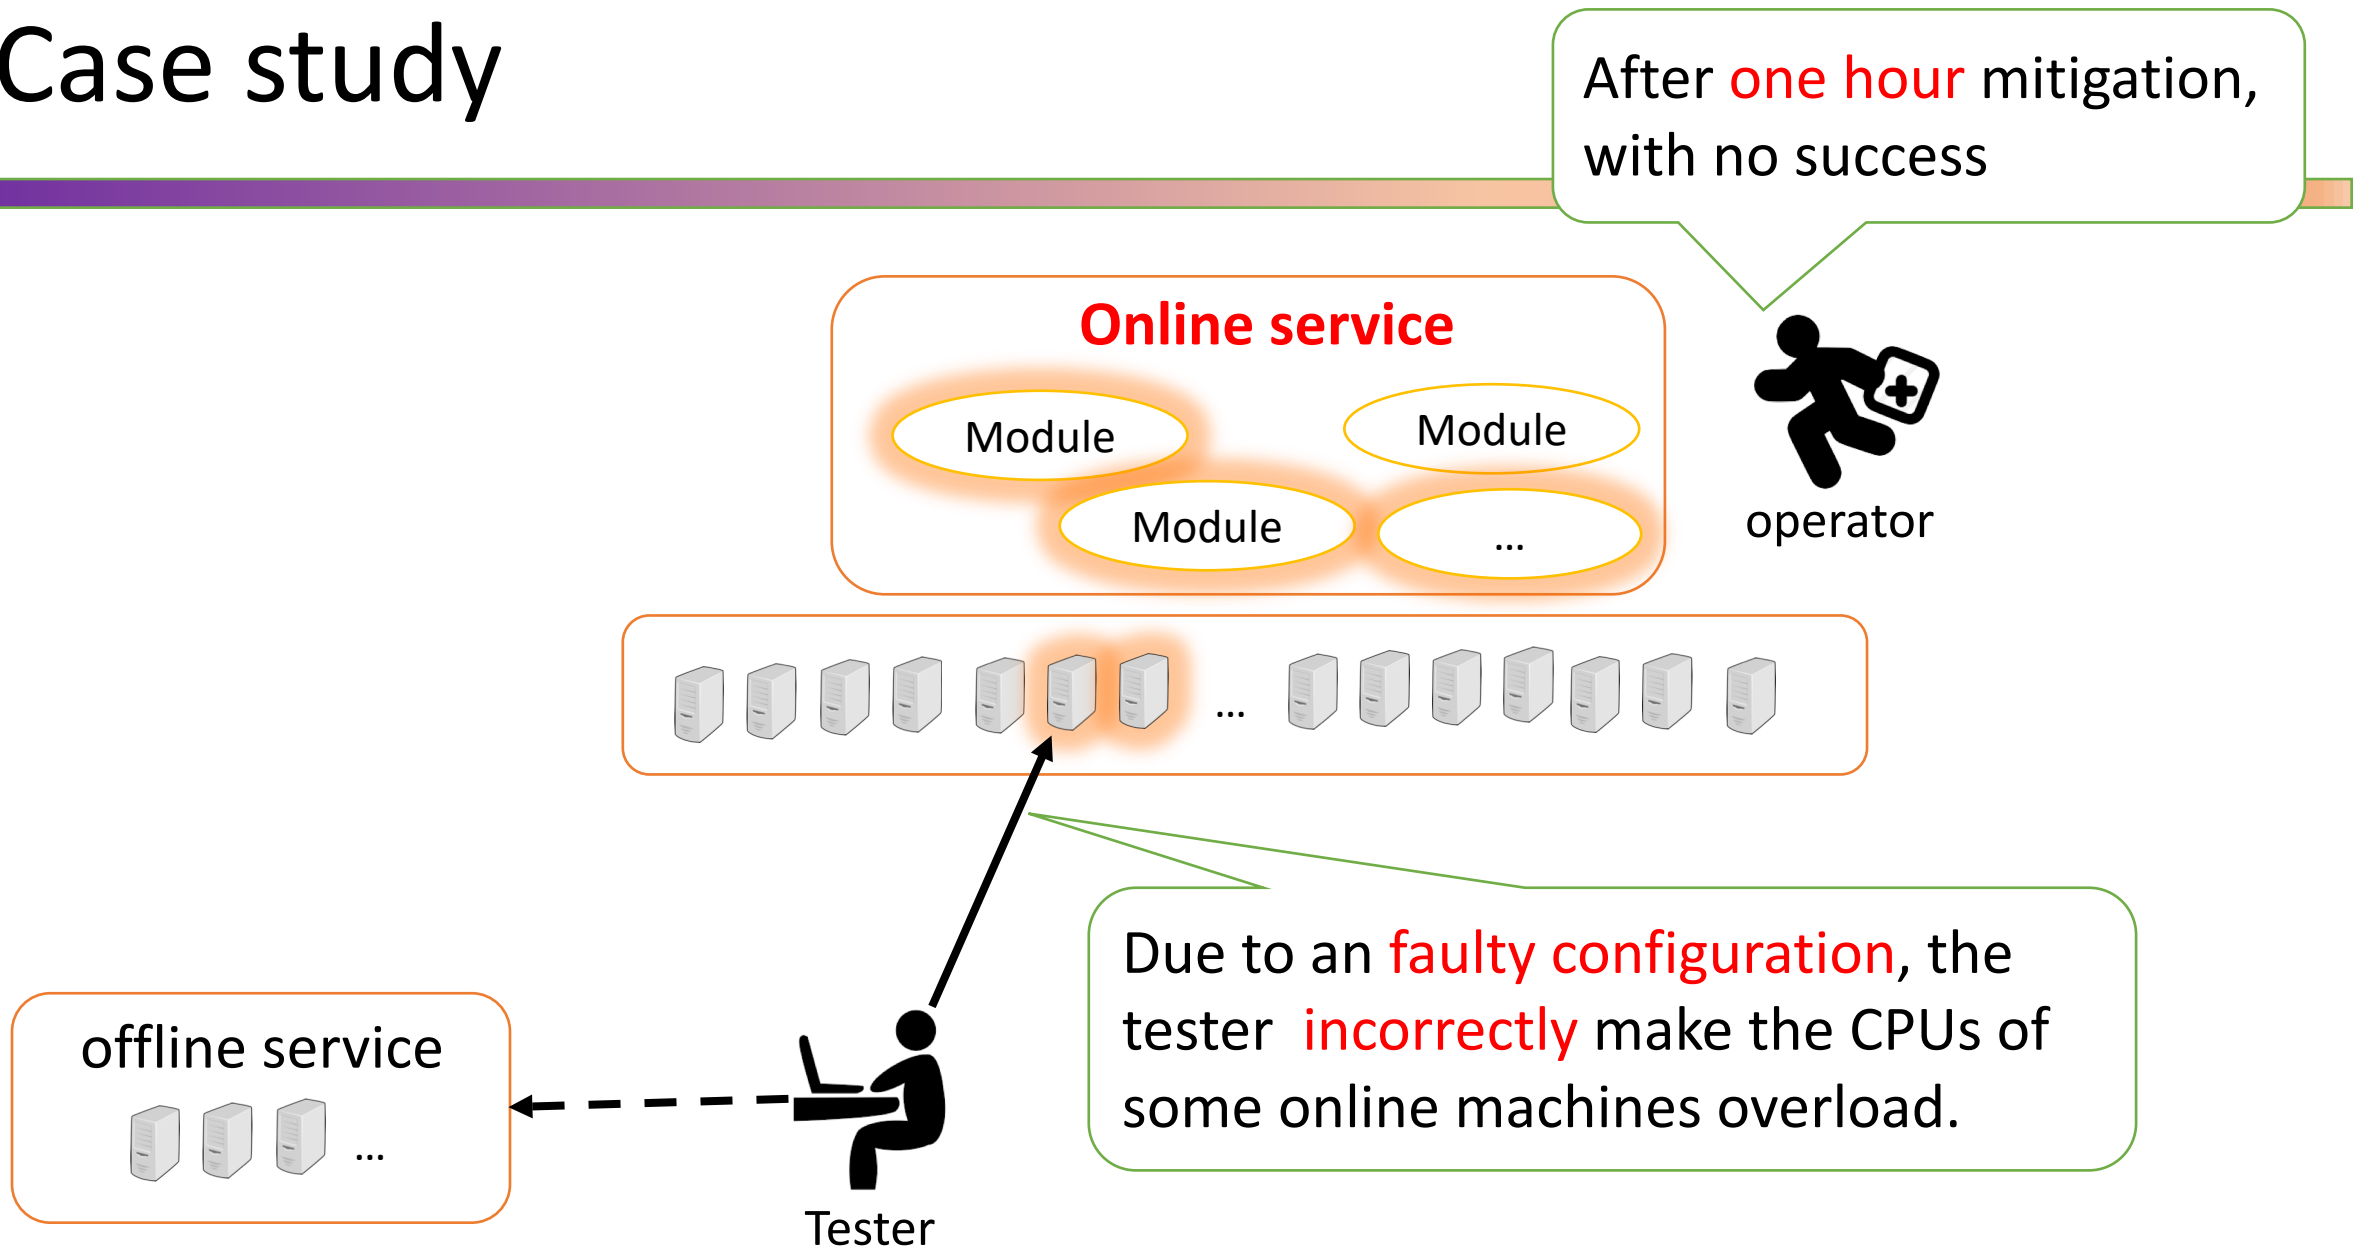 Case study
After one hour mitigation,
with no success
Online service
Module
Module
Module
...
operator
...
Due to an faulty configuration, the
tester  incorrectly make the CPUs of
some online machines overload.
offline service
...
Tester